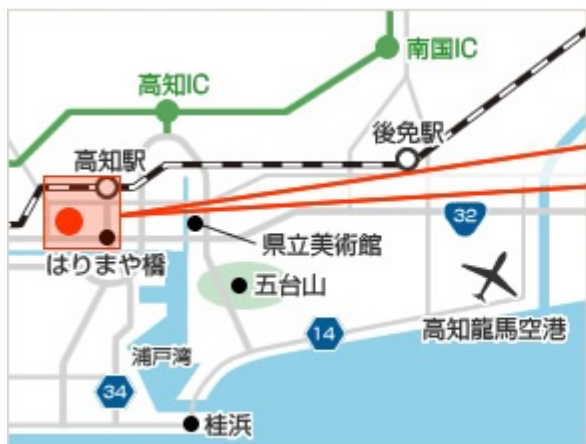 南国IC
高知IC
後免駅
高知駅
32
県立美術館
はりまや橋
五台山
高知龍馬空港
14
浦戸湾
34
桂浜